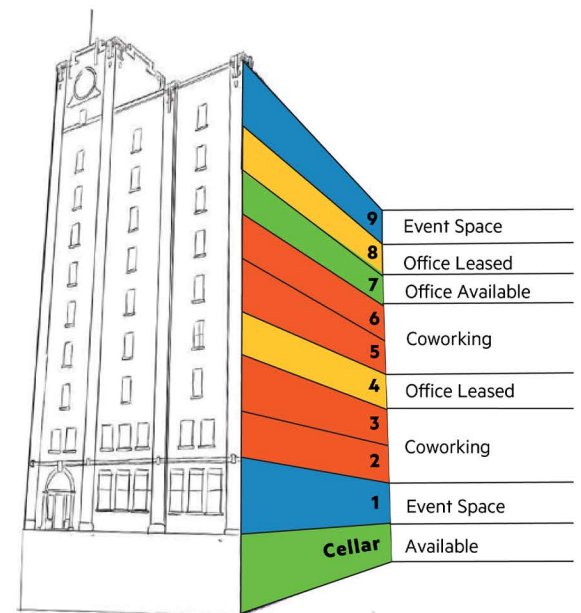 9 Event Space
8 Office Leased
7 Office Available
6
Coworking
5
4 Office Leased
3
Coworking
2
1 Event Space
Cellar Available